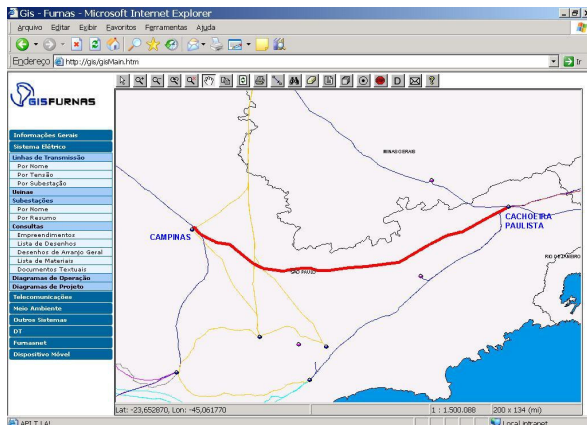 Gis - Furnas - Microsoft Internet Explorer
Arquivo Editar Exibir Favoritos Ferramentas Ajuda
Endereço http://gis/gisMain.htm Ir
GISFURNAS
Informações Gerais
Sistema Elétrico
Linhas de Transmissão
Por Nome
Por Tensão
Por Subestação
Usinas
Subestações
Por Nome
Por Resumo
Consultas
Empreendimentos
Lista de Desenhos
Desenhos de Arranjo Geral
Lista de Materiais
Documentos Textuais
Diagramas de Operação
Diagramas de Projeto
Telecomunicações
Meio Ambiente
Outros Sistemas
DT
Furnasnet
Dispositivo Móvel
D ?
MINAS GERAIS
CAMPINAS
CACHOEIRA
PAULISTA
SAO PAULO
RIO DE JANEIRO
Lat: -23,652870, Lon: -45,061770 1 : 1.500.088 200 x 134 (mi)
Local intranet